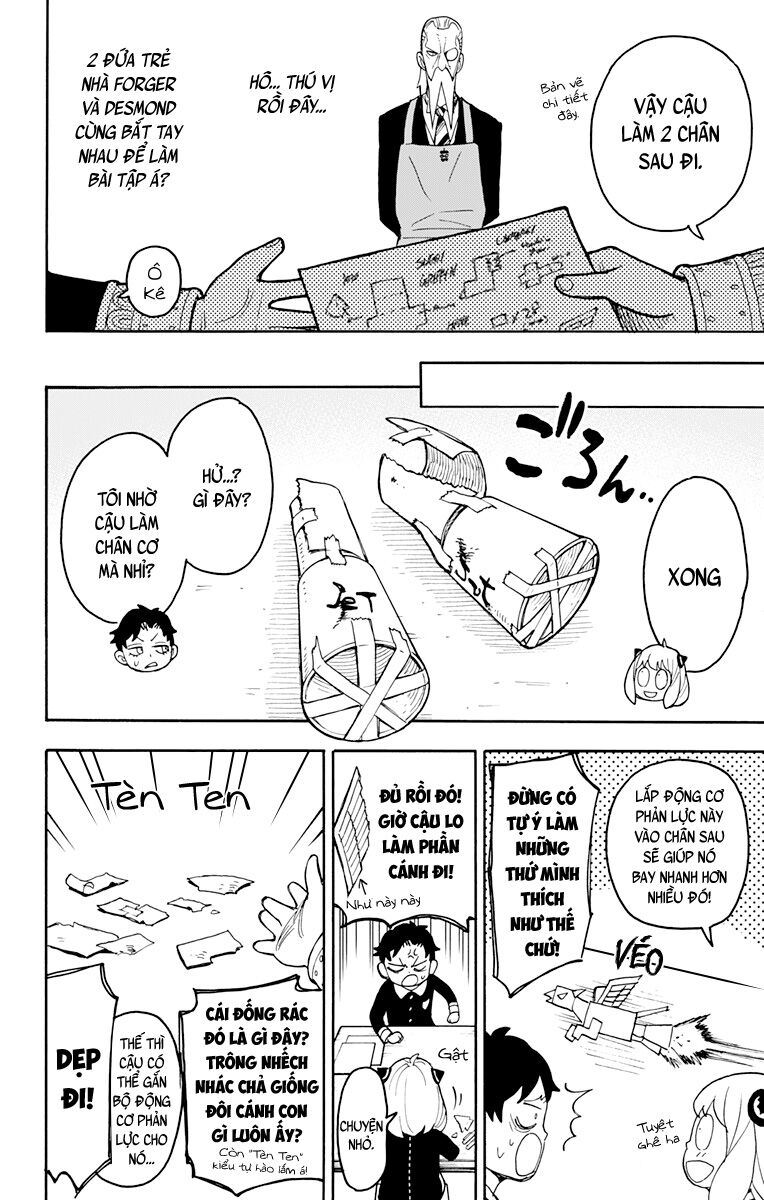 VẬY CẬU
LÀM 2 CHÂN
SAU ĐI.
Bản vẽ
chi tiết
đây.
HÔ... THÚ VỊ
RỒI ĐÂY...
2 ĐỨA TRẺ
NHÀ FORGER
VÀ DESMOND
CÙNG BẮT TAY
NHAU ĐỂ LÀM
BÀI TẬP Á?
Ô
KÊ
XONG
ごろん..
HỬ...?
GÌ ĐÂY?
TÔI NHỜ
CẬU LÀM
CHÂN CƠ
MÀ NHỈ?
JeT
LẮP ĐỘNG CƠ
PHẢN LỰC NÀY
VÀO CHÂN SAU
SẼ GIÚP NÓ
BAY NHANH HƠN
NHIỀU ĐÓ!
ĐỪNG CÓ
TỰ Ý LÀM
NHỮNG
THỨ MÌNH
THÍCH
NHƯ THẾ
CHỨ!
VÉO
Tuyệt
Ghê ha
ĐỦ RỒI ĐÓ!
GIỜ CẬU LO
LÀM PHẦN
CÁNH ĐI!
Như này này
Gật
CHUYỆN
NHỎ.
Tèn Ten
CÁI ĐỐNG RÁC
ĐÓ LÀ GÌ ĐẬY?
TRÔNG NHẾCH
NHÁC CHẢ GIỐNG
ĐÔI CÁNH CON
GÌ LUÔN ẤY?
Còn "Tèn Ten"
kiểu tự hào lắm á!
THẾ THÌ
CẬU CÓ
THỂ GẮN
BỘ ĐỘNG
CƠ PHẢN
LỰC CHO
NÓ...
DẸP
ĐI!